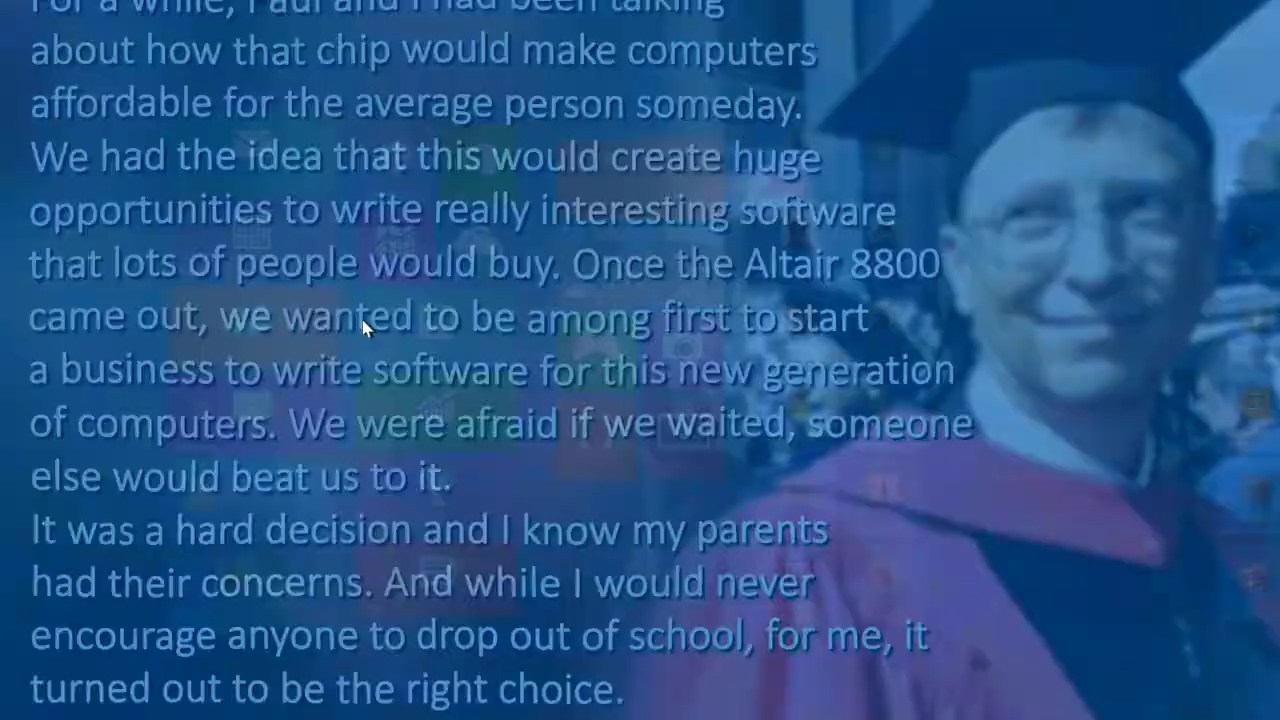 For a while, Paul and I had been talking
about how that chip would make computers
affordable for the average person someday.
We had the idea that this would create huge
opportunities to write really interesting software
that lots of people would buy. Once the Altair 8800
came out, we wanted to be among first to start
a business to write software for this new generation
of computers. We were afraid if we waited, someone
else would beat us to it.
It was a hard decision and I know my parents
had their concerns. And while I would never
encourage anyone to drop out of school, for me, it
turned out to be the right choice.